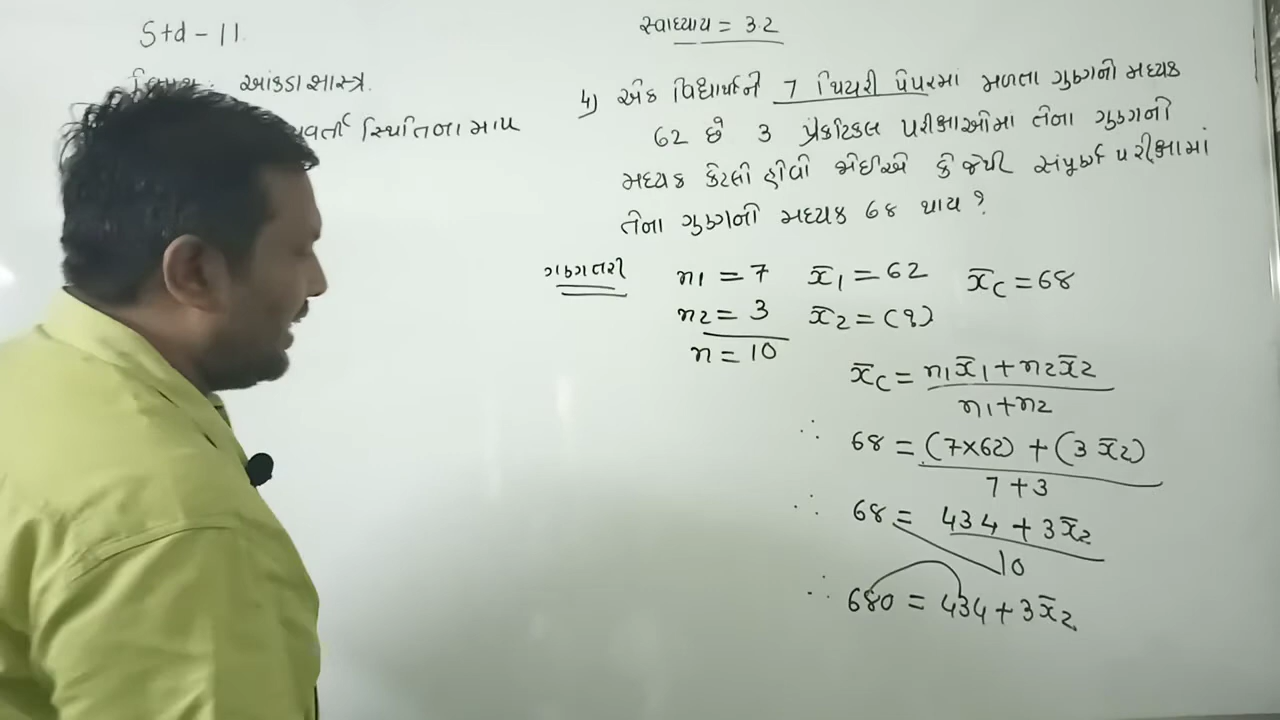 Std - 11
આંકડાશાસ્ત્ર.
સ્થિતિના માપ
સ્વાધ્યાય = 3.2
4) એક વિદ્યાર્થીને 7 થિયરી પેપરમાં મળતા ગુણનો મધ્યક
62 છે 3 પ્રેકટિકલ પરીક્ષાઓમાં તેના ગુણની
મધ્યક કેટલો હોવો જોઈએ કે જેથી સંપૂર્ણ પરીક્ષામાં
તેના ગુણનો મધ્યક 68 થાય ?
ગણતરી n1 = 7 x̄1 = 62 x̄c = 68
n2 = 3 x̄2 = (?)
n = 10
x̄c = n1x̄1 + n2x̄2
n1 + n2
∴ 68 = (7×62) + (3 x̄2)
7 + 3
∴ 68 = 434 + 3x̄2
10
∴ 680 = 434 + 3x̄2